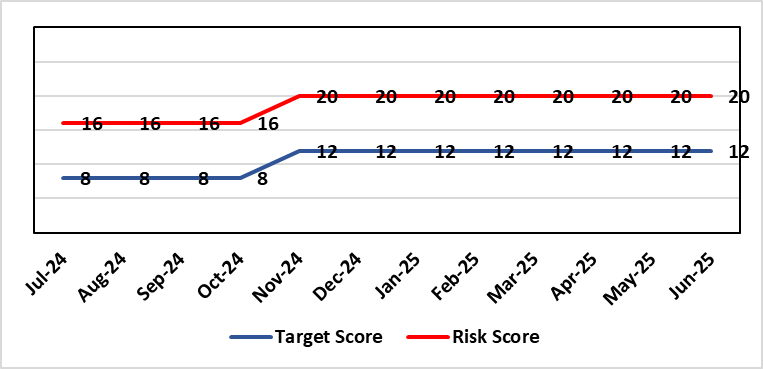 20 20 20 20 20 20 20 20
16 16 16 16
12 12 12 12 12 12 12 12
8 8 8 8
Jul-24 Aug-24 Sep-24 Oct-24 Nov-24 Dec-24 Jan-25 Feb-25 Mar-25 Apr-25 May-25 Jun-25
Target Score Risk Score